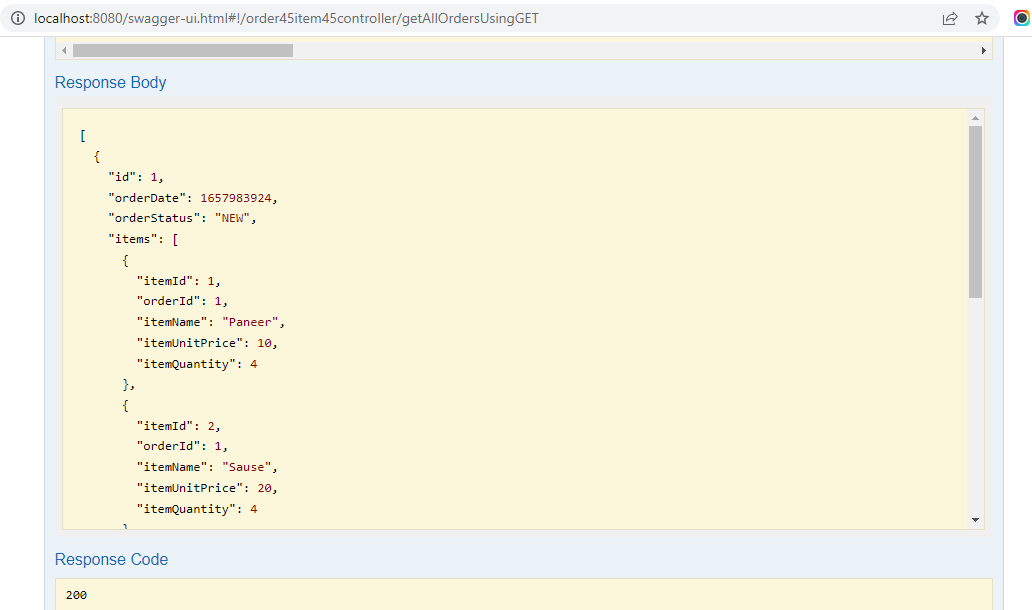 localhost:8080/swagger-ui.html#!/order45item45controller/getAllOrdersUsingGET
Response Body
[
{
"id": 1,
"orderDate": 1657983924,
"orderStatus": "NEW",
"items": [
{
"itemId": 1,
"orderId": 1,
"itemName": "Paneer",
"itemUnitPrice": 10,
"itemQuantity": 4
},
{
"itemId": 2,
"orderId": 1,
"itemName": "Sause",
"itemUnitPrice": 20,
"itemQuantity": 4
}
Response Code
200